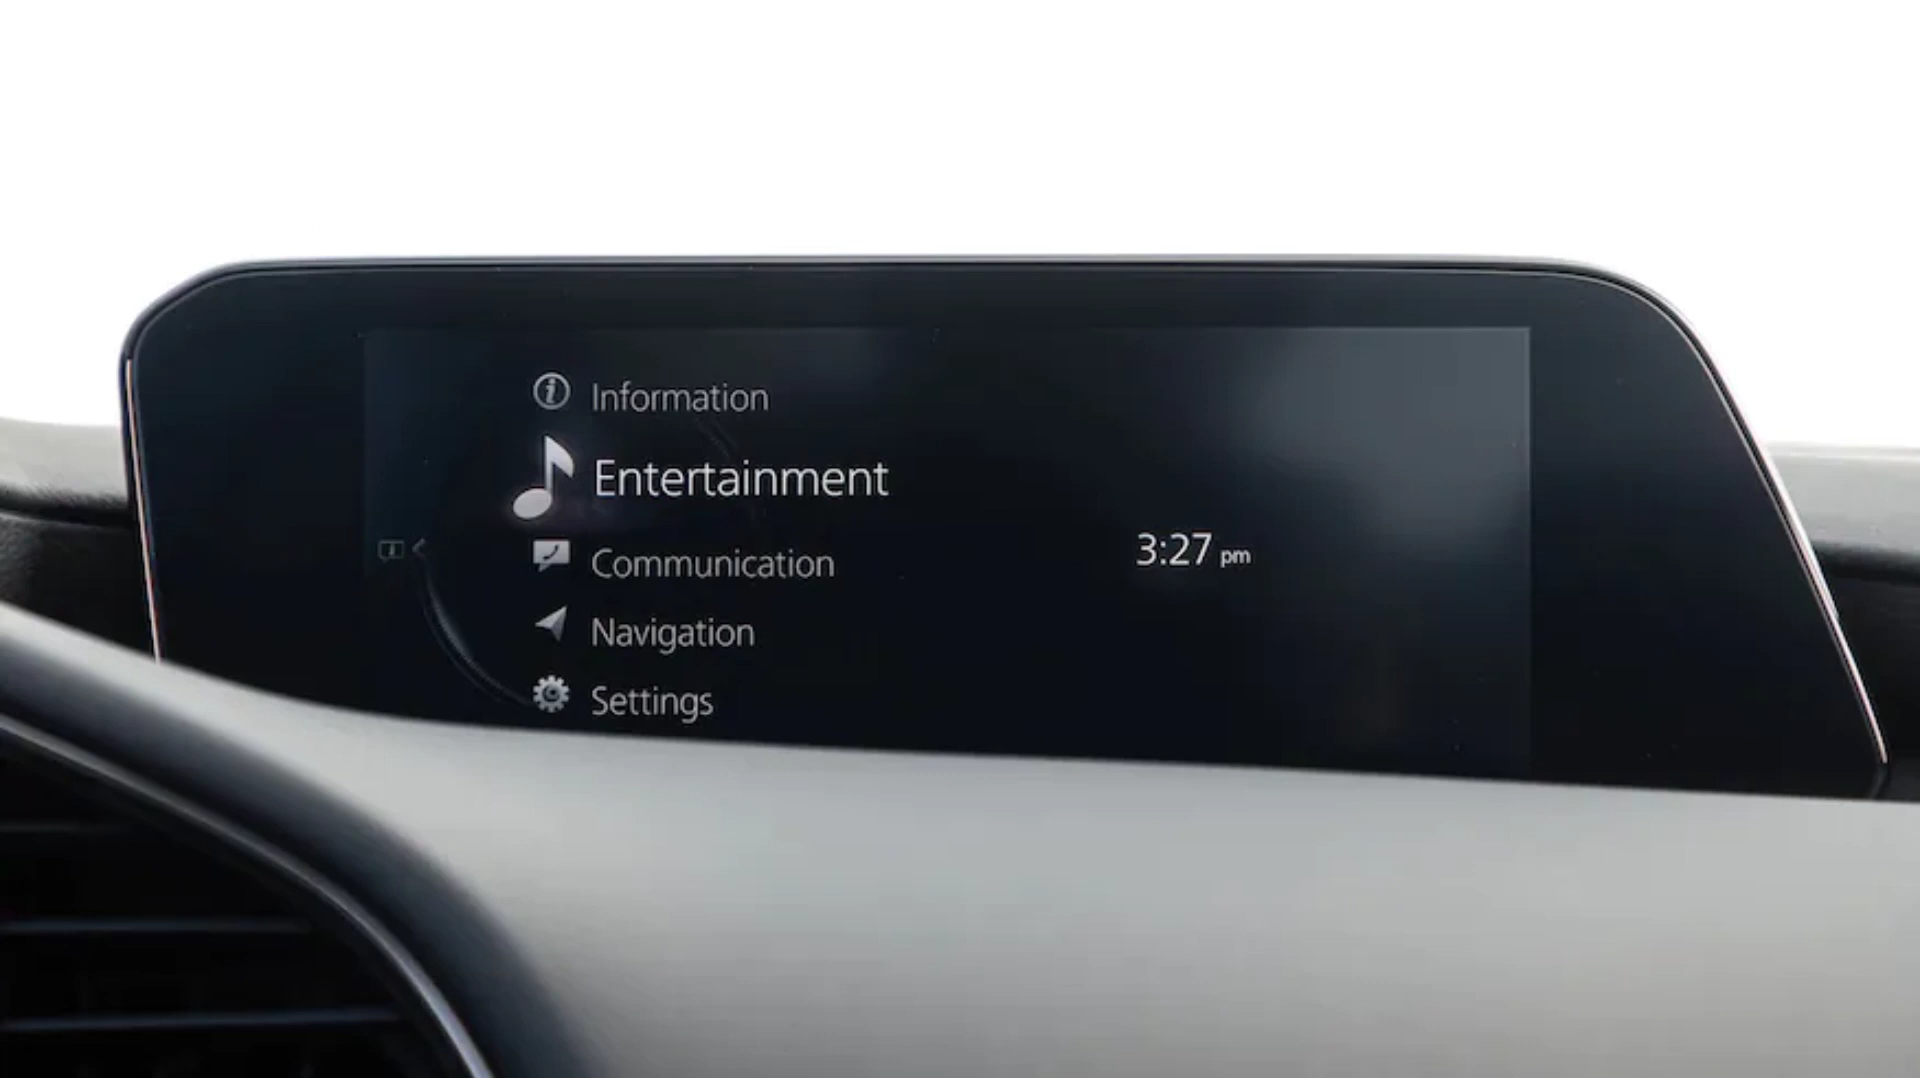 Information
Entertainment
Communication
3:27 pm
Navigation
Settings